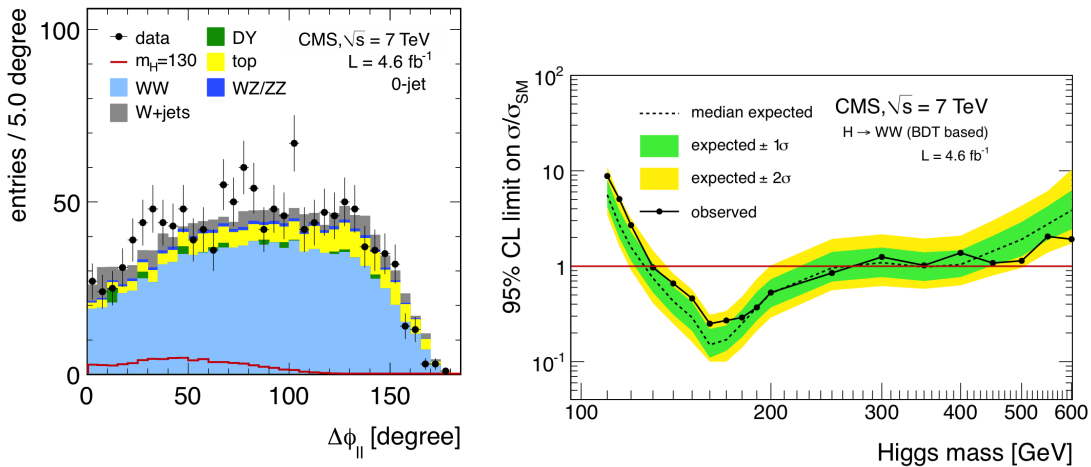 entries / 5.0 degree
100
50
0
data
m_H=130
WW
W+jets
DY
top
WZ/ZZ
CMS, √s = 7 TeV
L = 4.6 fb⁻¹
0-jet
0 50 100 150
Δϕ_ll [degree]
95% CL limit on σ/σ_SM
10²
10
1
10⁻¹
median expected
expected ± 1σ
expected ± 2σ
observed
CMS, √s = 7 TeV
H → WW (BDT based)
L = 4.6 fb⁻¹
100 200 300 400 500 600
Higgs mass [GeV]